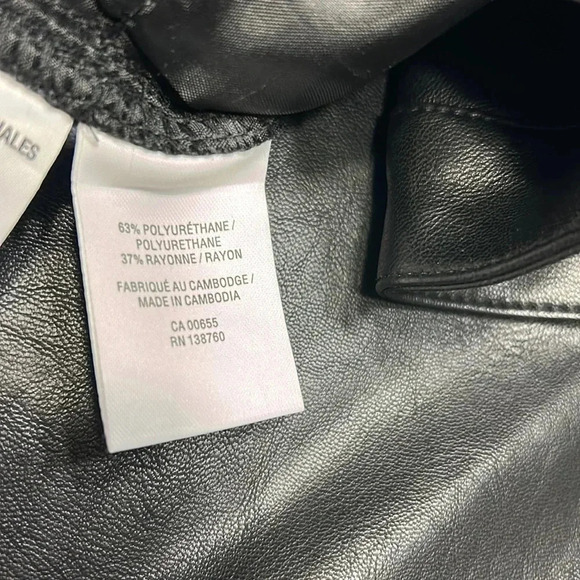 63% POLYURÉTHANE /
POLYURETHANE
37% RAYONNE / RAYON
FABRIQUÉ AU CAMBODGE /
MADE IN CAMBODIA
CA 00655
RN 138760